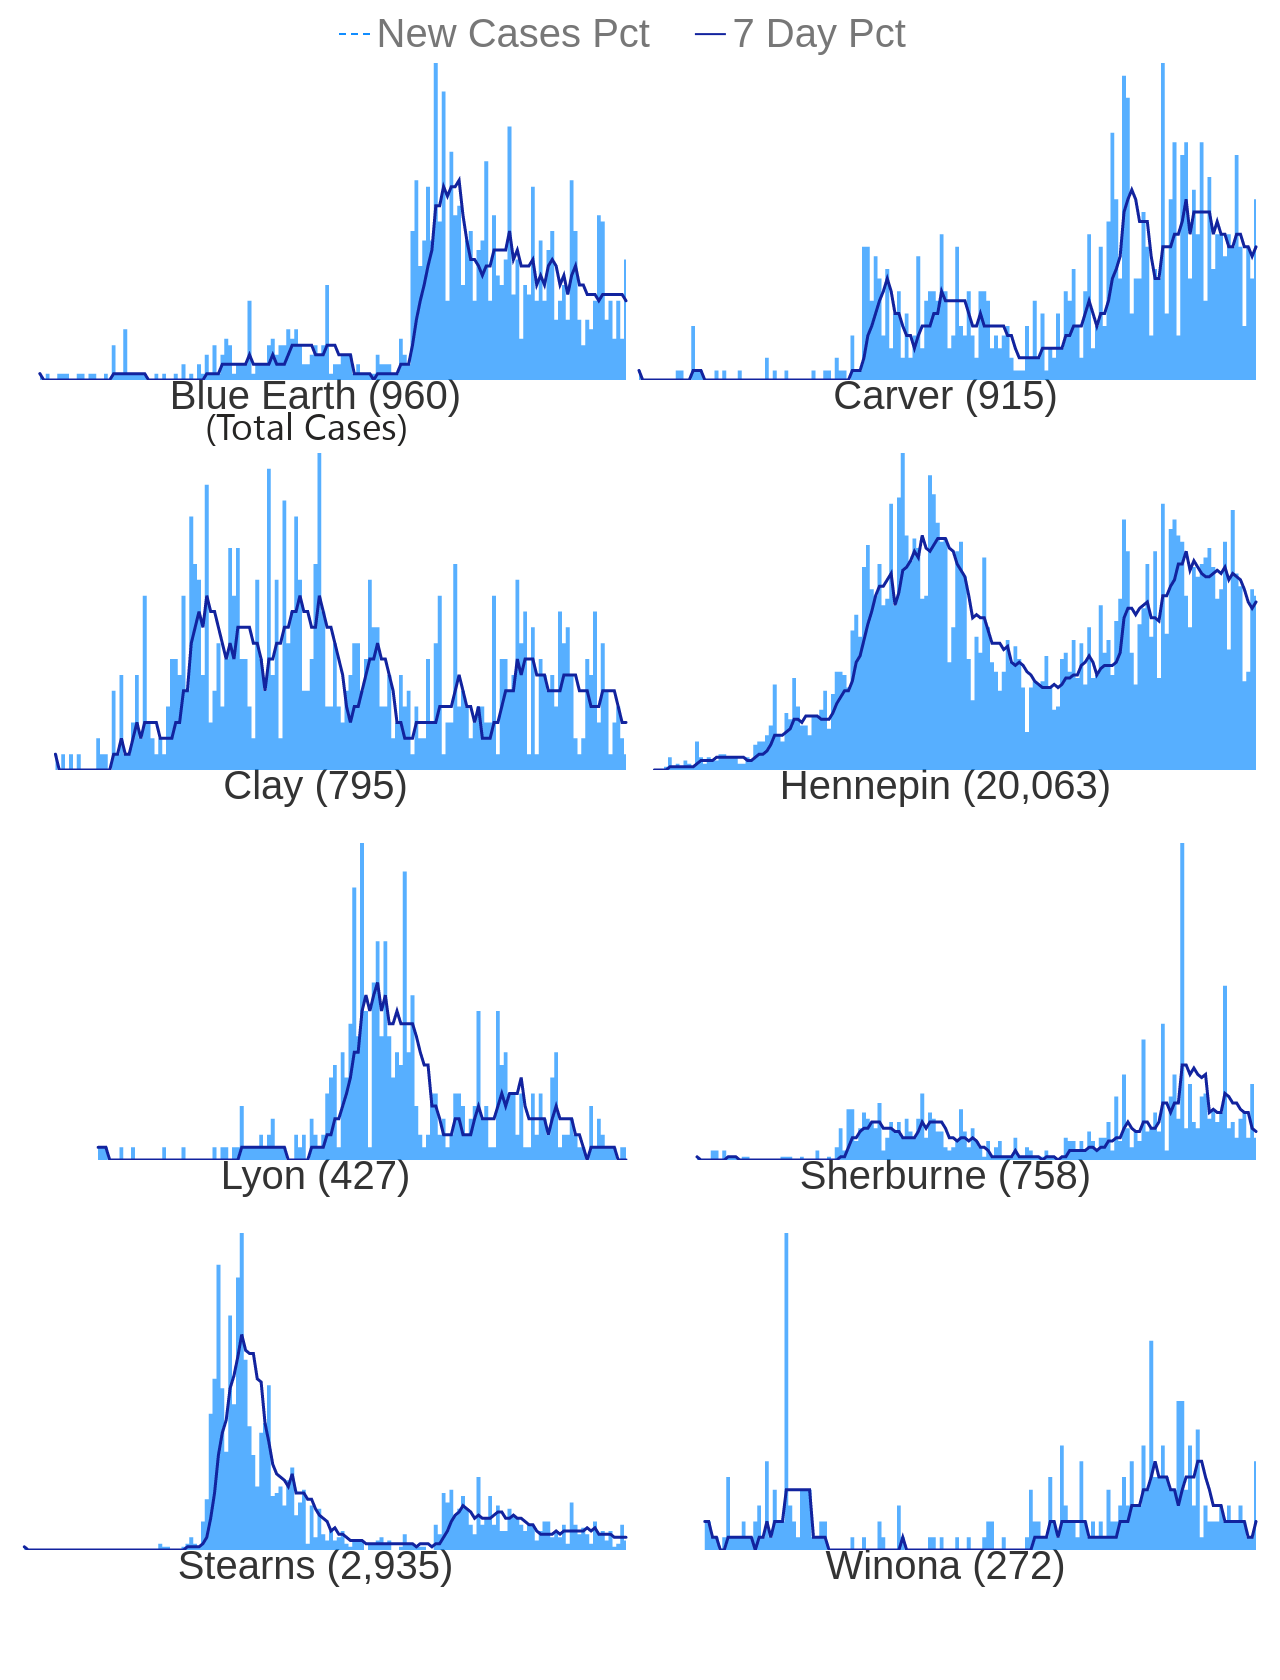 New Cases Pct 7 Day Pct
Blue Earth (960) Carver (915)
(Total Cases)
Clay (795) Hennepin (20,063)
Lyon (427) Sherburne (758)
Stearns (2,935) Winona (272)